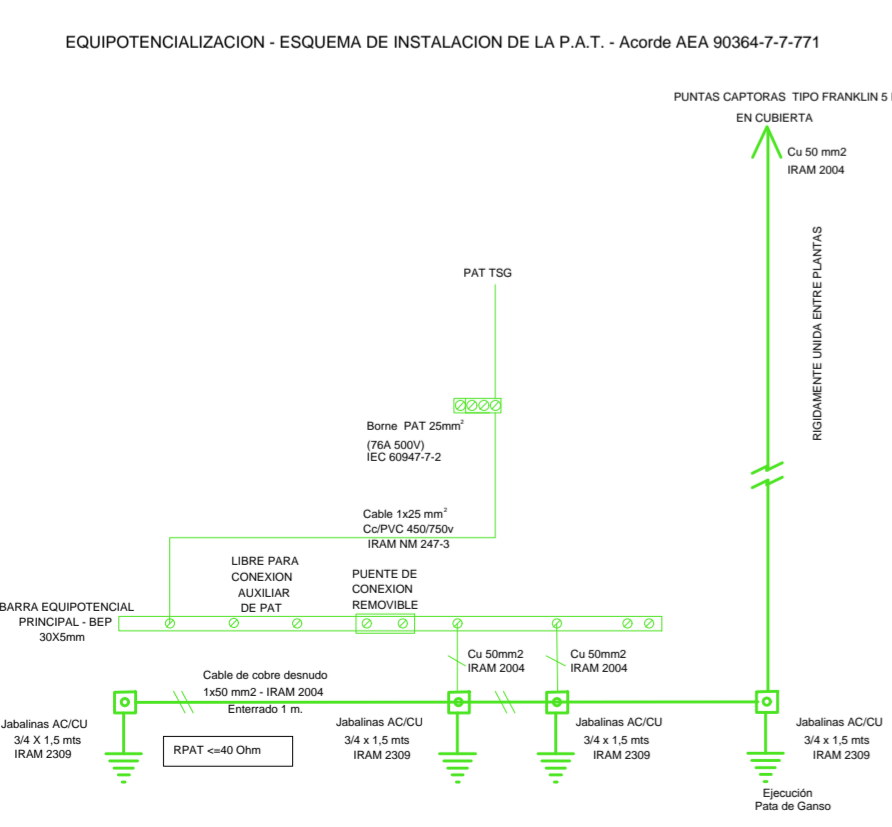 EQUIPOTENCIALIZACION - ESQUEMA DE INSTALACION DE LA P.A.T. - Acorde AEA 90364-7-7-771
PUNTAS CAPTORAS TIPO FRANKLIN 5
EN CUBIERTA
Cu 50 mm2
IRAM 2004
RIGIDAMENTE UNIDA ENTRE PLANTAS
PAT TSG
Borne PAT 25mm²
(76A 500V)
IEC 60947-7-2
Cable 1x25 mm²
Cc/PVC 450/750v
IRAM NM 247-3
LIBRE PARA
CONEXION
AUXILIAR
DE PAT
PUENTE DE
CONEXION
REMOVIBLE
BARRA EQUIPOTENCIAL
PRINCIPAL - BEP
30X5mm
Cu 50mm2
IRAM 2004
Cu 50mm2
IRAM 2004
Cable de cobre desnudo
1x50 mm2 - IRAM 2004
Enterrado 1 m.
Jabalinas AC/CU
3/4 X 1,5 mts
IRAM 2309
RPAT <=40 Ohm
Jabalinas AC/CU
3/4 x 1,5 mts
IRAM 2309
Jabalinas AC/CU
3/4 x 1,5 mts
IRAM 2309
Jabalinas AC/CU
3/4 x 1,5 mts
IRAM 2309
Ejecución
Pata de Ganso